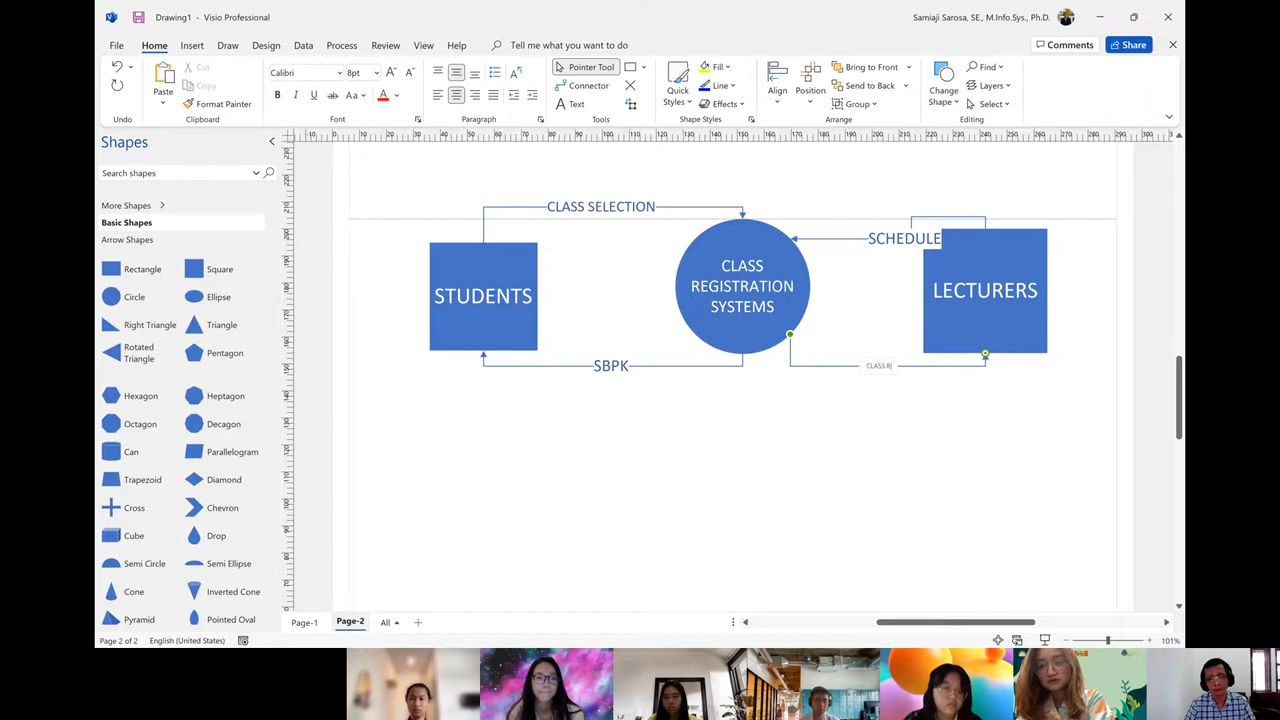 Drawing1 - Visio Professional
Samiaji Sarosa, SE., M.Info.Sys., Ph.D.
File Home Insert Draw Design Data Process Review View Help Tell me what you want to do
Comments Share
Paste
Cut
Copy
Format Painter
Calibri 8pt
Pointer Tool
Connector
Text
Quick Styles
Fill
Line
Effects
Align
Position
Bring to Front
Send to Back
Group
Change Shape
Find
Layers
Select
Undo Clipboard Font Paragraph Tools Shape Styles Arrange Editing
Shapes
Search shapes
More Shapes
Basic Shapes
Arrow Shapes
Rectangle Square
Circle Ellipse
Right Triangle Triangle
Rotated Triangle Pentagon
Hexagon Heptagon
Octagon Decagon
Can Parallelogram
Trapezoid Diamond
Cross Chevron
Cube Drop
Semi Circle Semi Ellipse
Cone Inverted Cone
Pyramid Pointed Oval
CLASS SELECTION
SCHEDULE
STUDENTS
CLASS
REGISTRATION
SYSTEMS
LECTURERS
SBPK
CLASS R
Page-1 Page-2 All
Page 2 of 2 English (United States)
101%